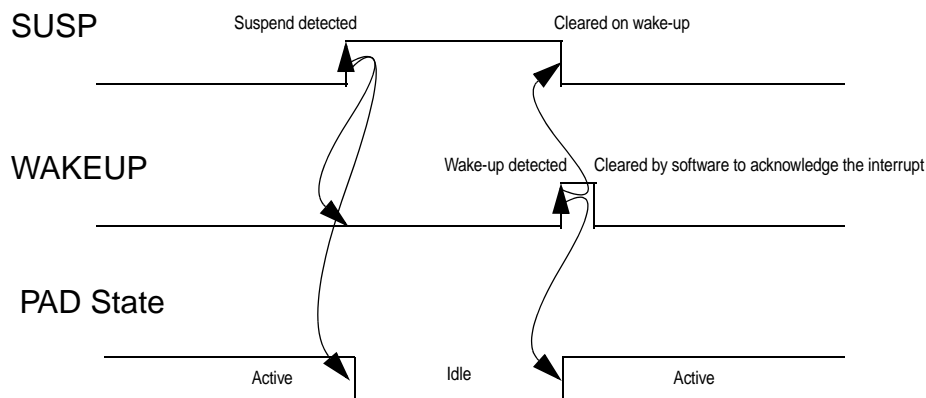 SUSP
Suspend detected
Cleared on wake-up
WAKEUP
Wake-up detected
Cleared by software to acknowledge the interrupt
PAD State
Active
Idle
Active